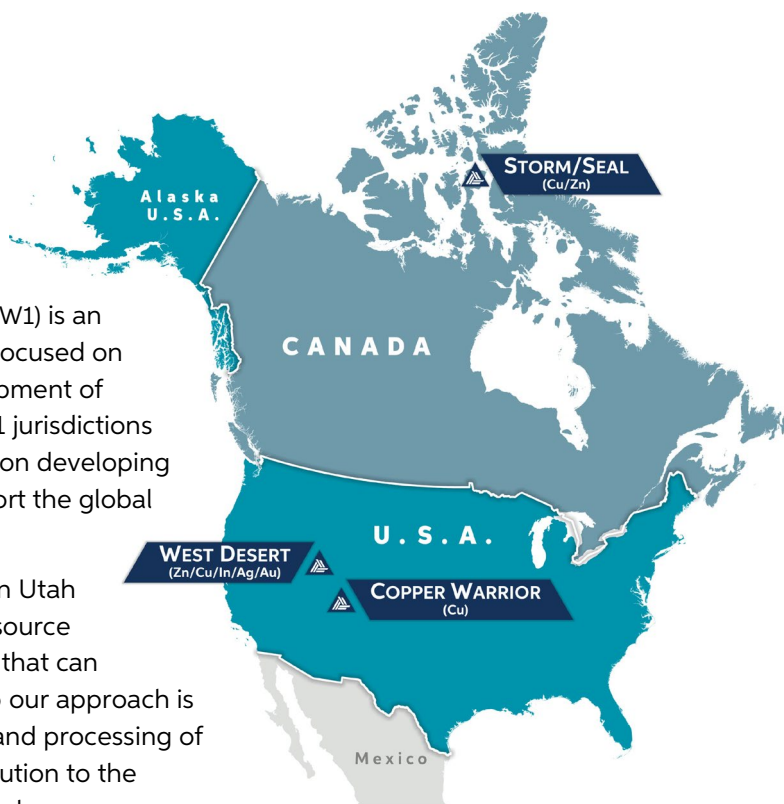 STORM/SEAL
(Cu/Zn)
Alaska
U.S.A.
CANADA
W1) is an
ocused on
pment of
1 jurisdictions
on developing
ort the global
U.S.A.
WEST DESERT
(Zn/Cu/In/Ag/Au)
COPPER WARRIOR
(Cu)
n Utah
source
that can
o our approach is
and processing of
ution to the
Mexico